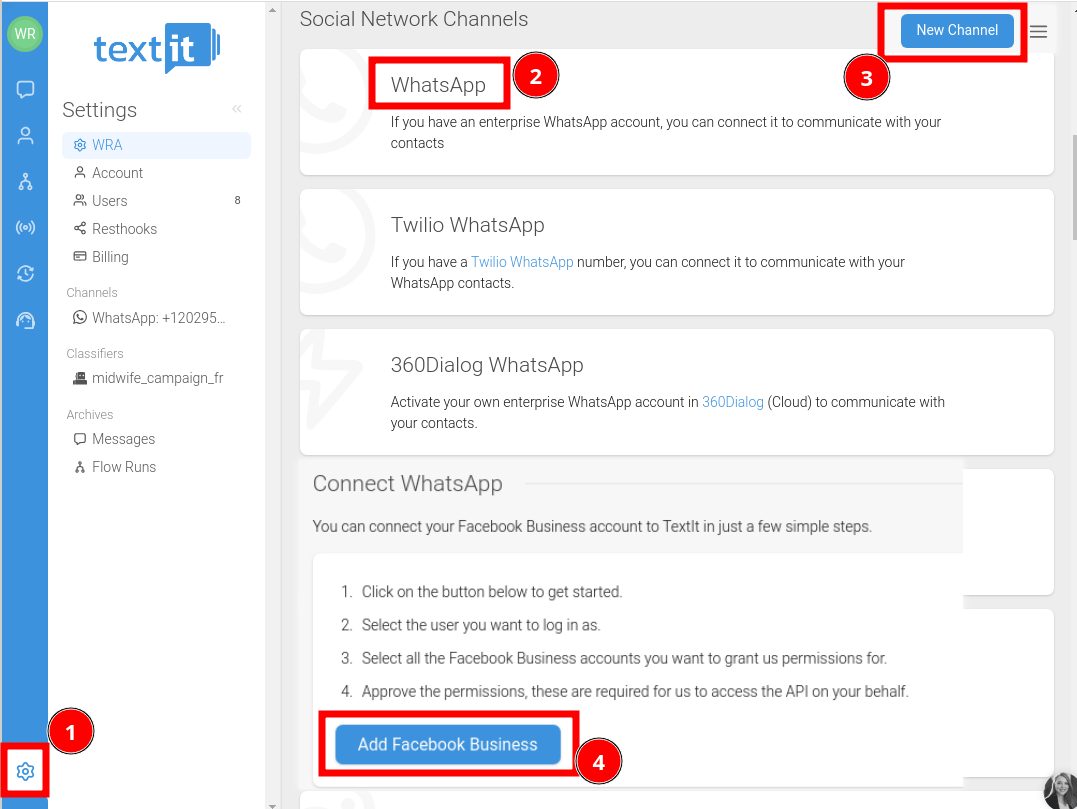 WR
textit
Settings
WRA
Account
Users 8
Resthooks
Billing
Channels
WhatsApp: +120295...
Classifiers
midwife_campaign_fr
Archives
Messages
Flow Runs
1
Social Network Channels
New Channel
3
WhatsApp
2
If you have an enterprise WhatsApp account, you can connect it to communicate with your
contacts
Twilio WhatsApp
If you have a Twilio WhatsApp number, you can connect it to communicate with your
WhatsApp contacts.
360Dialog WhatsApp
Activate your own enterprise WhatsApp account in 360Dialog (Cloud) to communicate with
your contacts.
Connect WhatsApp
You can connect your Facebook Business account to TextIt in just a few simple steps.
1. Click on the button below to get started.
2. Select the user you want to log in as.
3. Select all the Facebook Business accounts you want to grant us permissions for.
4. Approve the permissions, these are required for us to access the API on your behalf.
Add Facebook Business
4